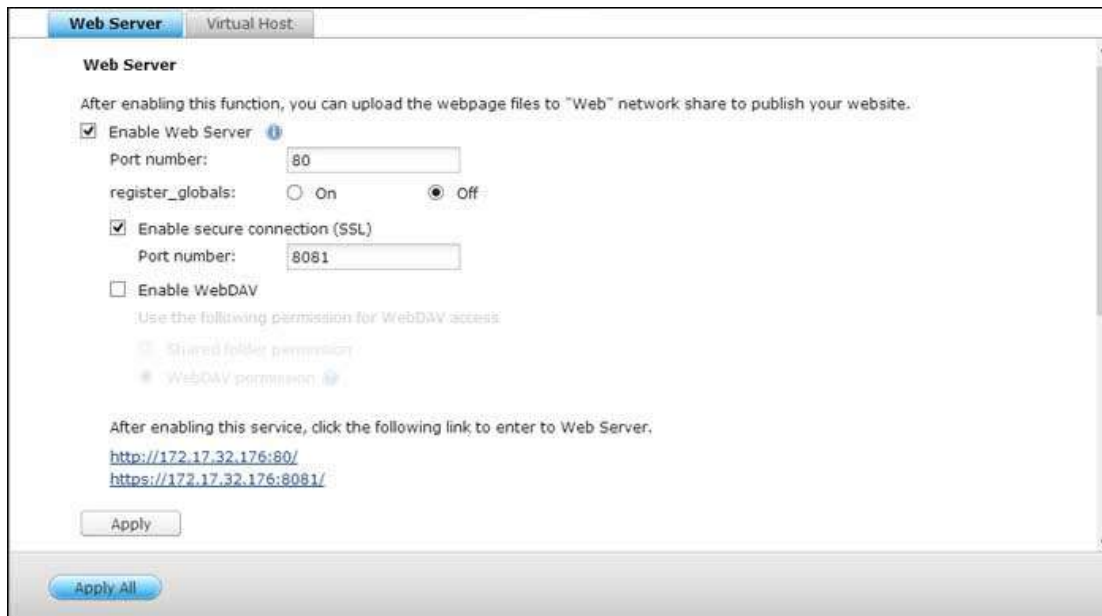 Web Server
Virtual Host
Web Server
After enabling this function, you can upload the webpage files to "Web" network share to publish your website.
Enable Web Server
Port number: 80
register_globals: On Off
Enable secure connection (SSL)
Port number: 8081
Enable WebDAV
Use the following permission for WebDAV access
Shared folder permission
WebDAV permission
After enabling this service, click the following link to enter to Web Server.
http://172.17.32.176:80/
https://172.17.32.176:8081/
Apply
Apply All